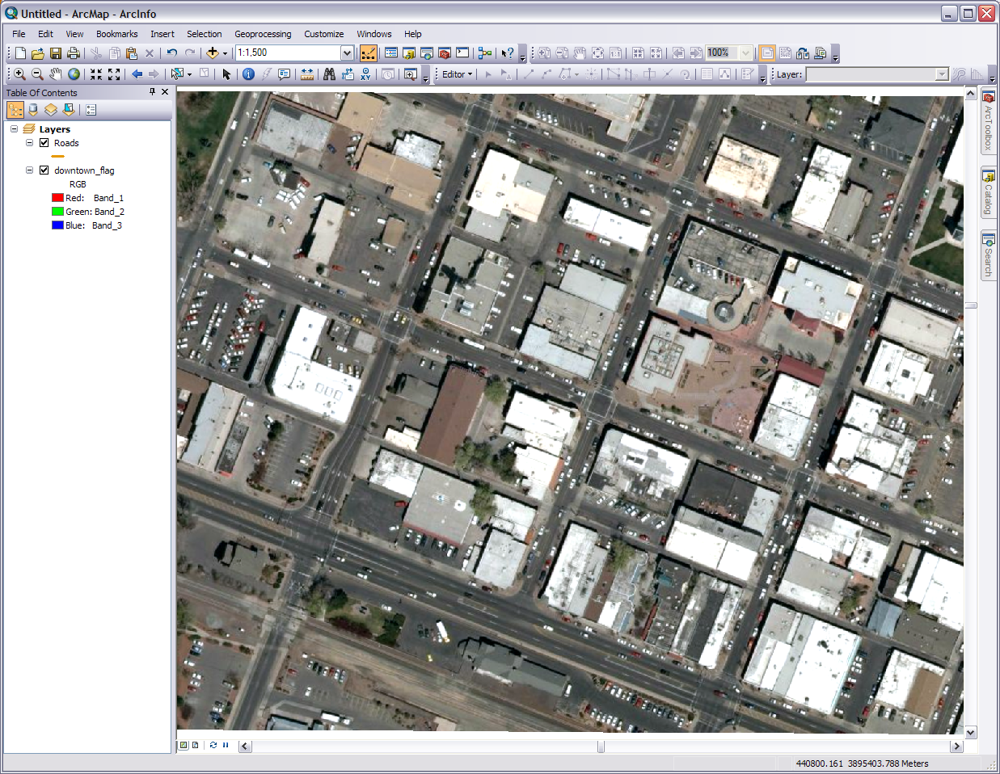 Untitled - ArcMap - ArcInfo
File Edit View Bookmarks Insert Selection Geoprocessing Customize Windows Help
1:1,500
100%
Editor
Layer:
Table Of Contents
Layers
Roads
downtown_flag
RGB
Red: Band_1
Green: Band_2
Blue: Band_3
ArcToolbox
Catalog
Search
440800.161 3895403.788 Meters